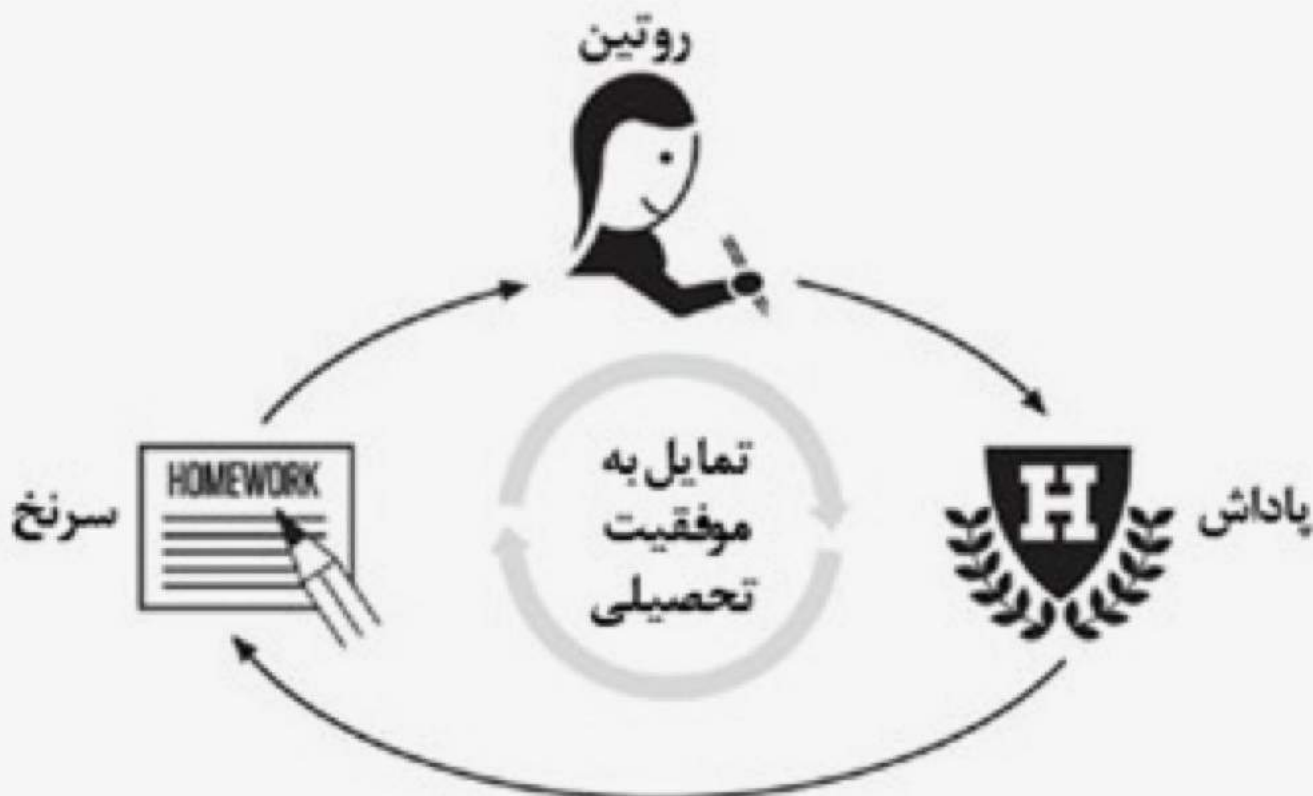 روتین
سرنخ
HOMEWORK
تمایل به
موفقیت
تحصیلی
H
پاداش